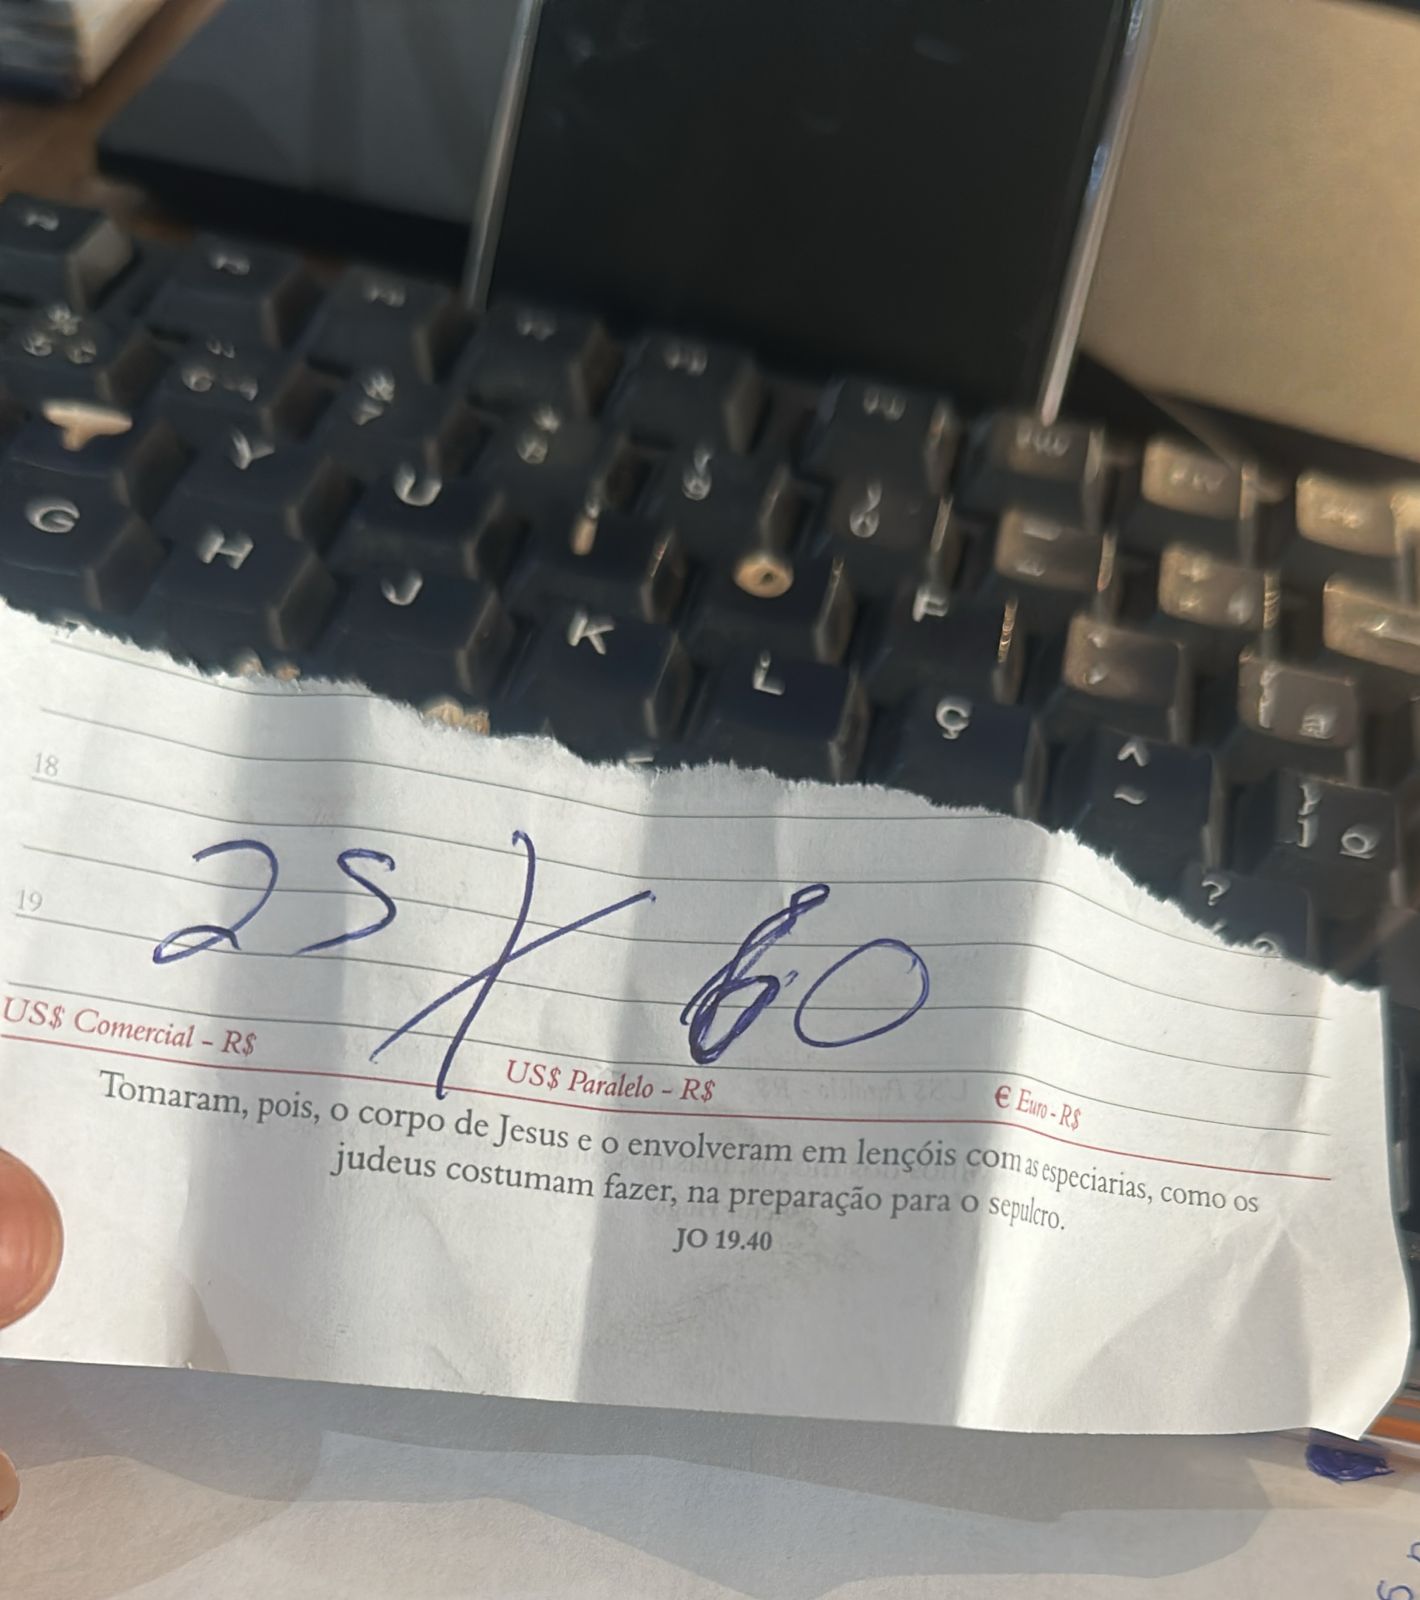 G H J K L Ç
U
18
25 X 60
19
US$ Comercial - R$ US$ Paralelo - R$ € Euro - R$
Tomaram, pois, o corpo de Jesus e o envolveram em lençóis com as especiarias, como os
judeus costumam fazer, na preparação para o sepulcro.
JO 19.40